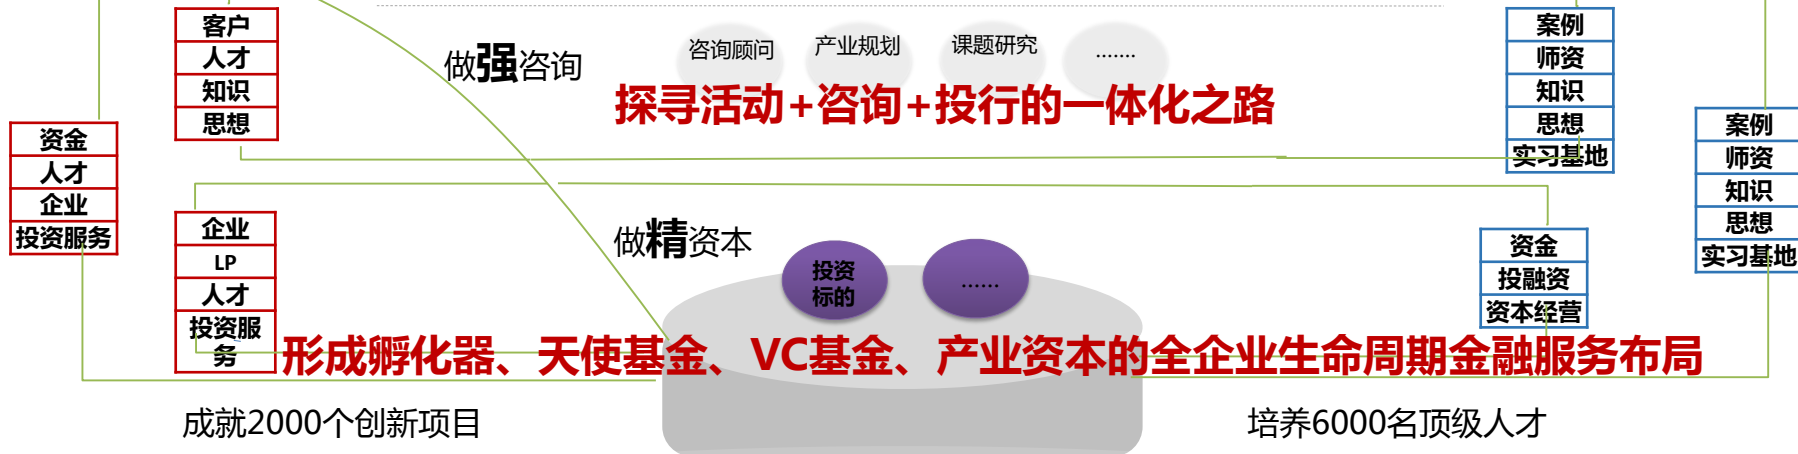 客户
人才
知识
思想
资金
人才
企业
投资服务
做强咨询
咨询顾问
产业规划
课题研究
.......
探寻活动+咨询+投行的一体化之路
案例
师资
知识
思想
实习基地
案例
师资
知识
思想
实习基地
企业
LP
人才
投资服
务
做精资本
投资
标的
......
资金
投融资
资本经营
形成孵化器、天使基金、VC基金、产业资本的全企业生命周期金融服务布局
成就2000个创新项目
培养6000名顶级人才